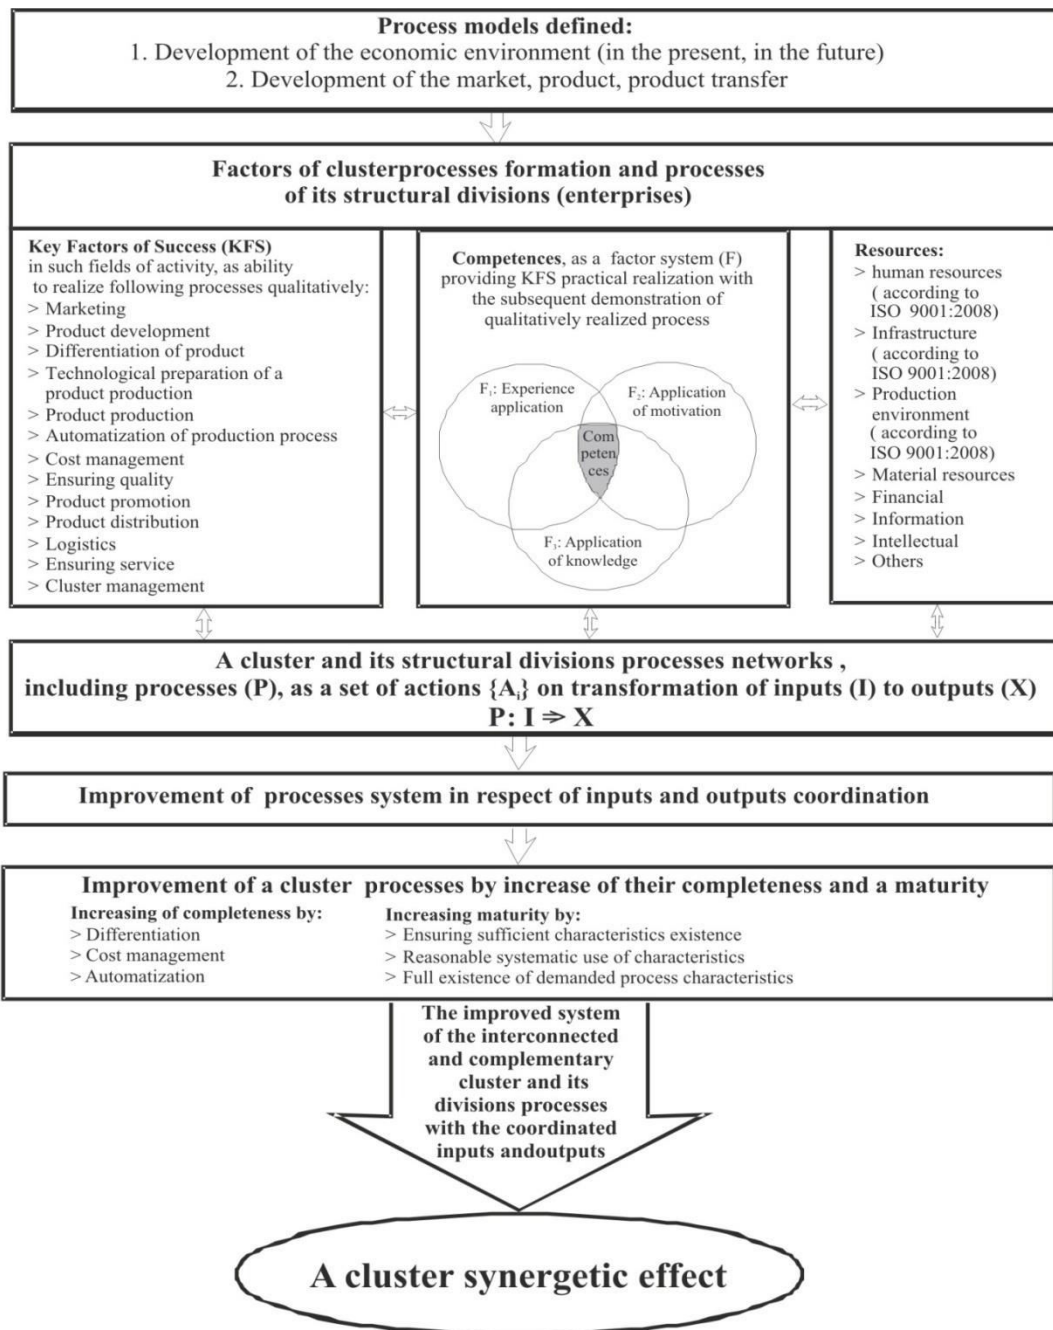 Process models defined:
1. Development of the economic environment (in the present, in the future)
2. Development of the market, product, product transfer
Factors of clusterprocesses formation and processes
of its structural divisions (enterprises)
Key Factors of Success (KFS)
in such fields of activity, as ability
to realize following processes qualitatively:
> Marketing
> Product development
> Differentiation of product
> Technological preparation of a
product production
> Product production
> Automatization of production process
> Cost management
> Ensuring quality
> Product promotion
> Product distribution
> Logistics
> Ensuring service
> Cluster management
Competences, as a factor system (F)
providing KFS practical realization with
the subsequent demonstration of
qualitatively realized process
F₁: Experience
application
F₂: Application
of motivation
Com
peten
ces
F₃: Application
of knowledge
Resources:
> human resources
( according to
ISO 9001:2008)
> Infrastructure
( according to
ISO 9001:2008)
> Production
environment
( according to
ISO 9001:2008)
> Material resources
> Financial
> Information
> Intellectual
> Others
A cluster and its structural divisions processes networks ,
including processes (P), as a set of actions {Aᵢ} on transformation of inputs (I) to outputs (X)
P: I ⇒ X
Improvement of processes system in respect of inputs and outputs coordination
Improvement of a cluster processes by increase of their completeness and a maturity
Increasing of completeness by:
> Differentiation
> Cost management
> Automatization
Increasing maturity by:
> Ensuring sufficient characteristics existence
> Reasonable systematic use of characteristics
> Full existence of demanded process characteristics
The improved system
of the interconnected
and complementary
cluster and its
divisions processes
with the coordinated
inputs andoutputs
A cluster synergetic effect